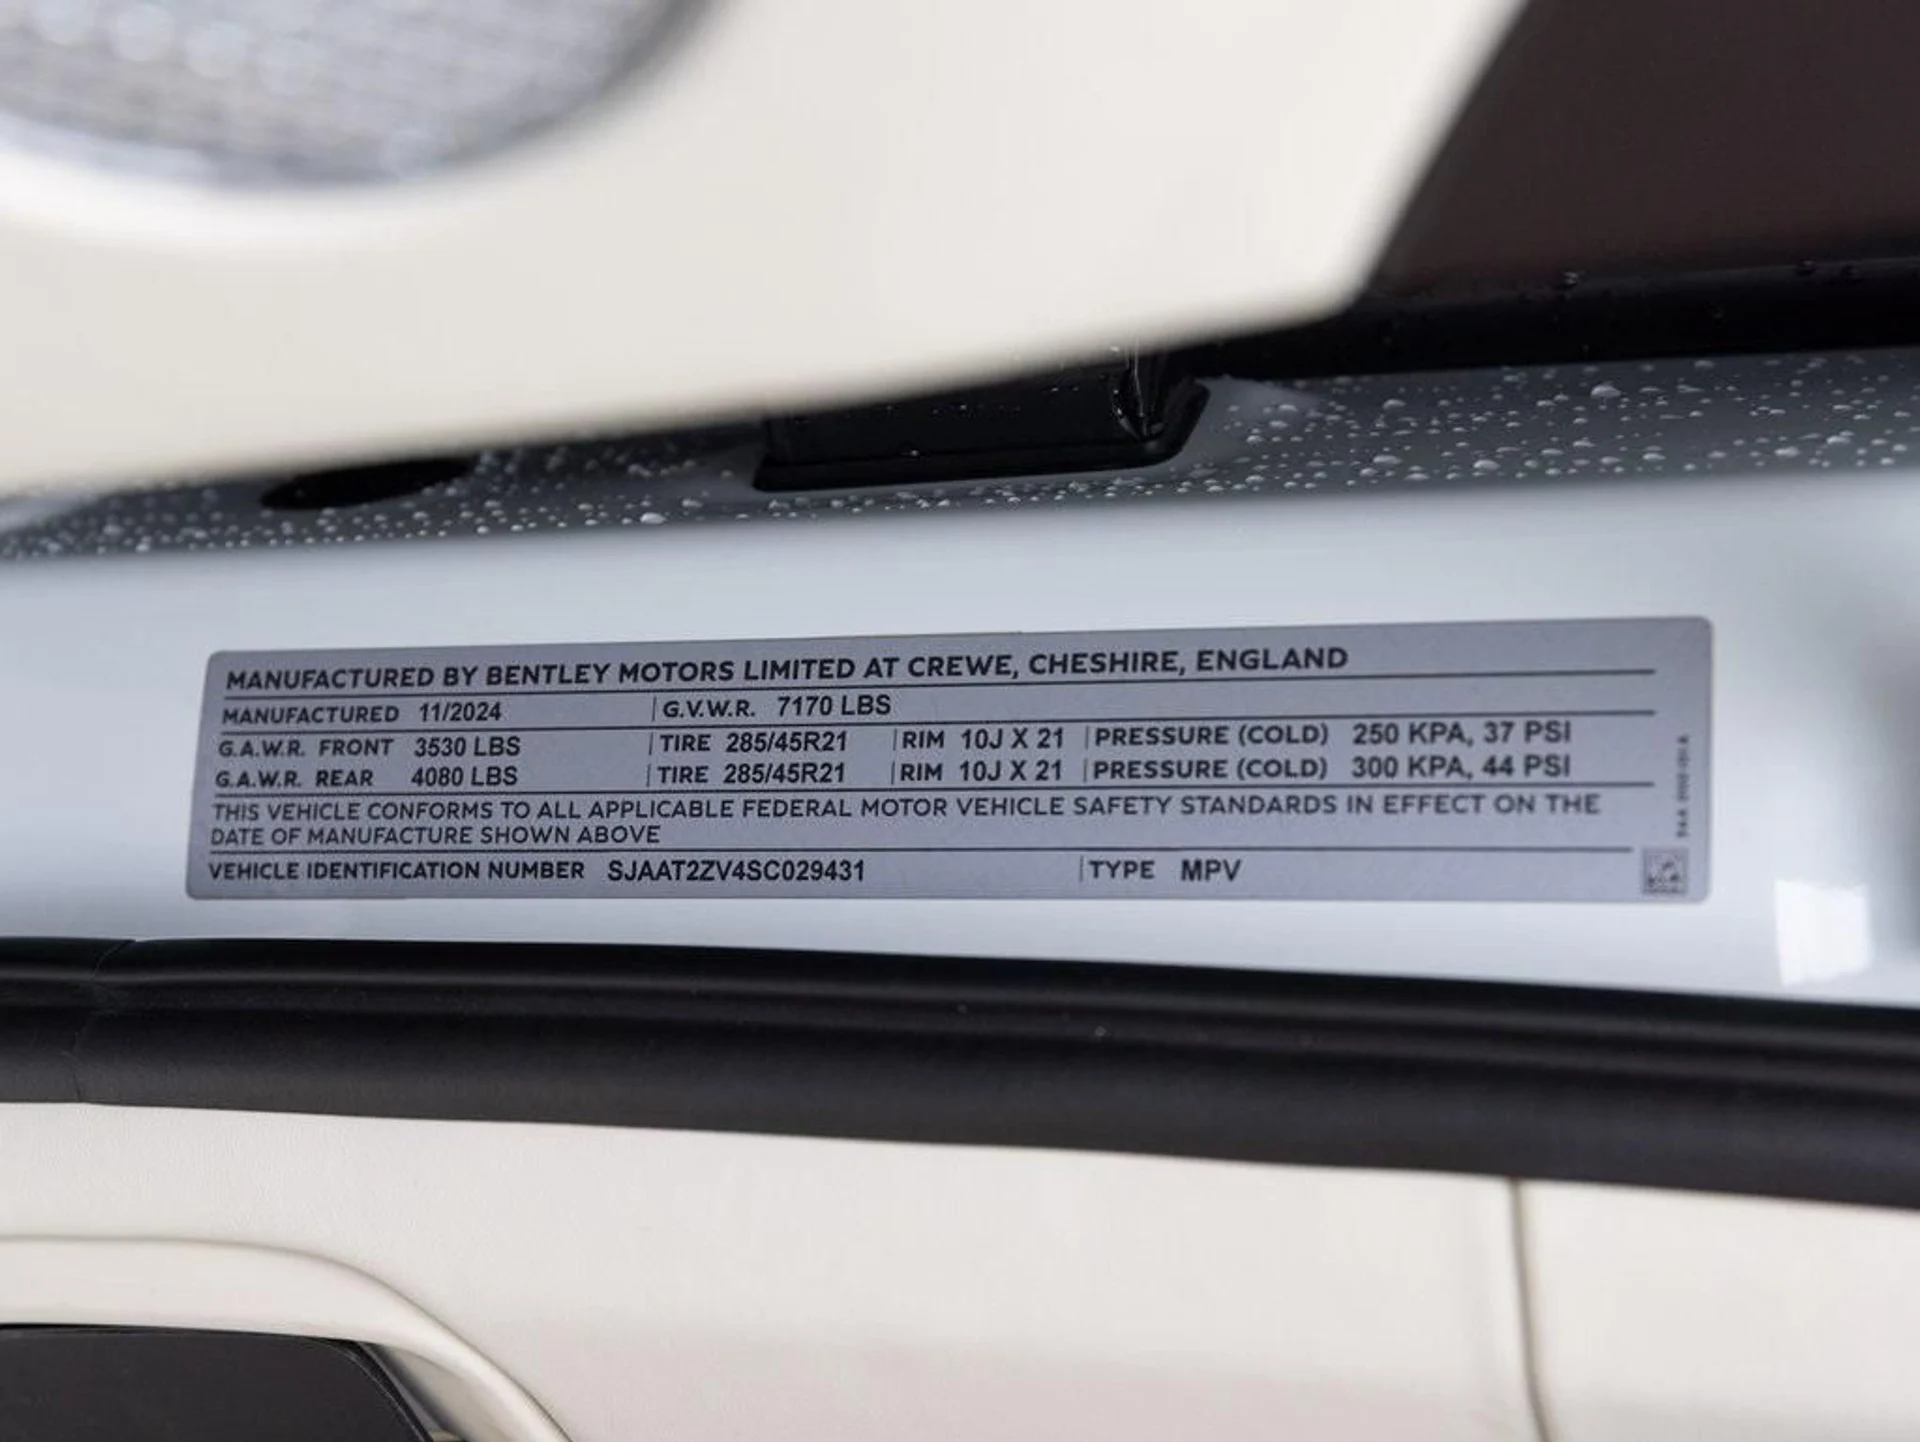 MANUFACTURED BY BENTLEY MOTORS LIMITED AT CREWE, CHESHIRE, ENGLAND
MANUFACTURED 11/2024 G.V.W.R. 7170 LBS
G.A.W.R. FRONT 3530 LBS TIRE 285/45R21 RIM 10J X 21 PRESSURE (COLD) 250 KPA, 37 PSI
G.A.W.R. REAR 4080 LBS TIRE 285/45R21 RIM 10J X 21 PRESSURE (COLD) 300 KPA, 44 PSI
THIS VEHICLE CONFORMS TO ALL APPLICABLE FEDERAL MOTOR VEHICLE SAFETY STANDARDS IN EFFECT ON THE
DATE OF MANUFACTURE SHOWN ABOVE
VEHICLE IDENTIFICATION NUMBER SJAAT2ZV4SC029431 TYPE MPV